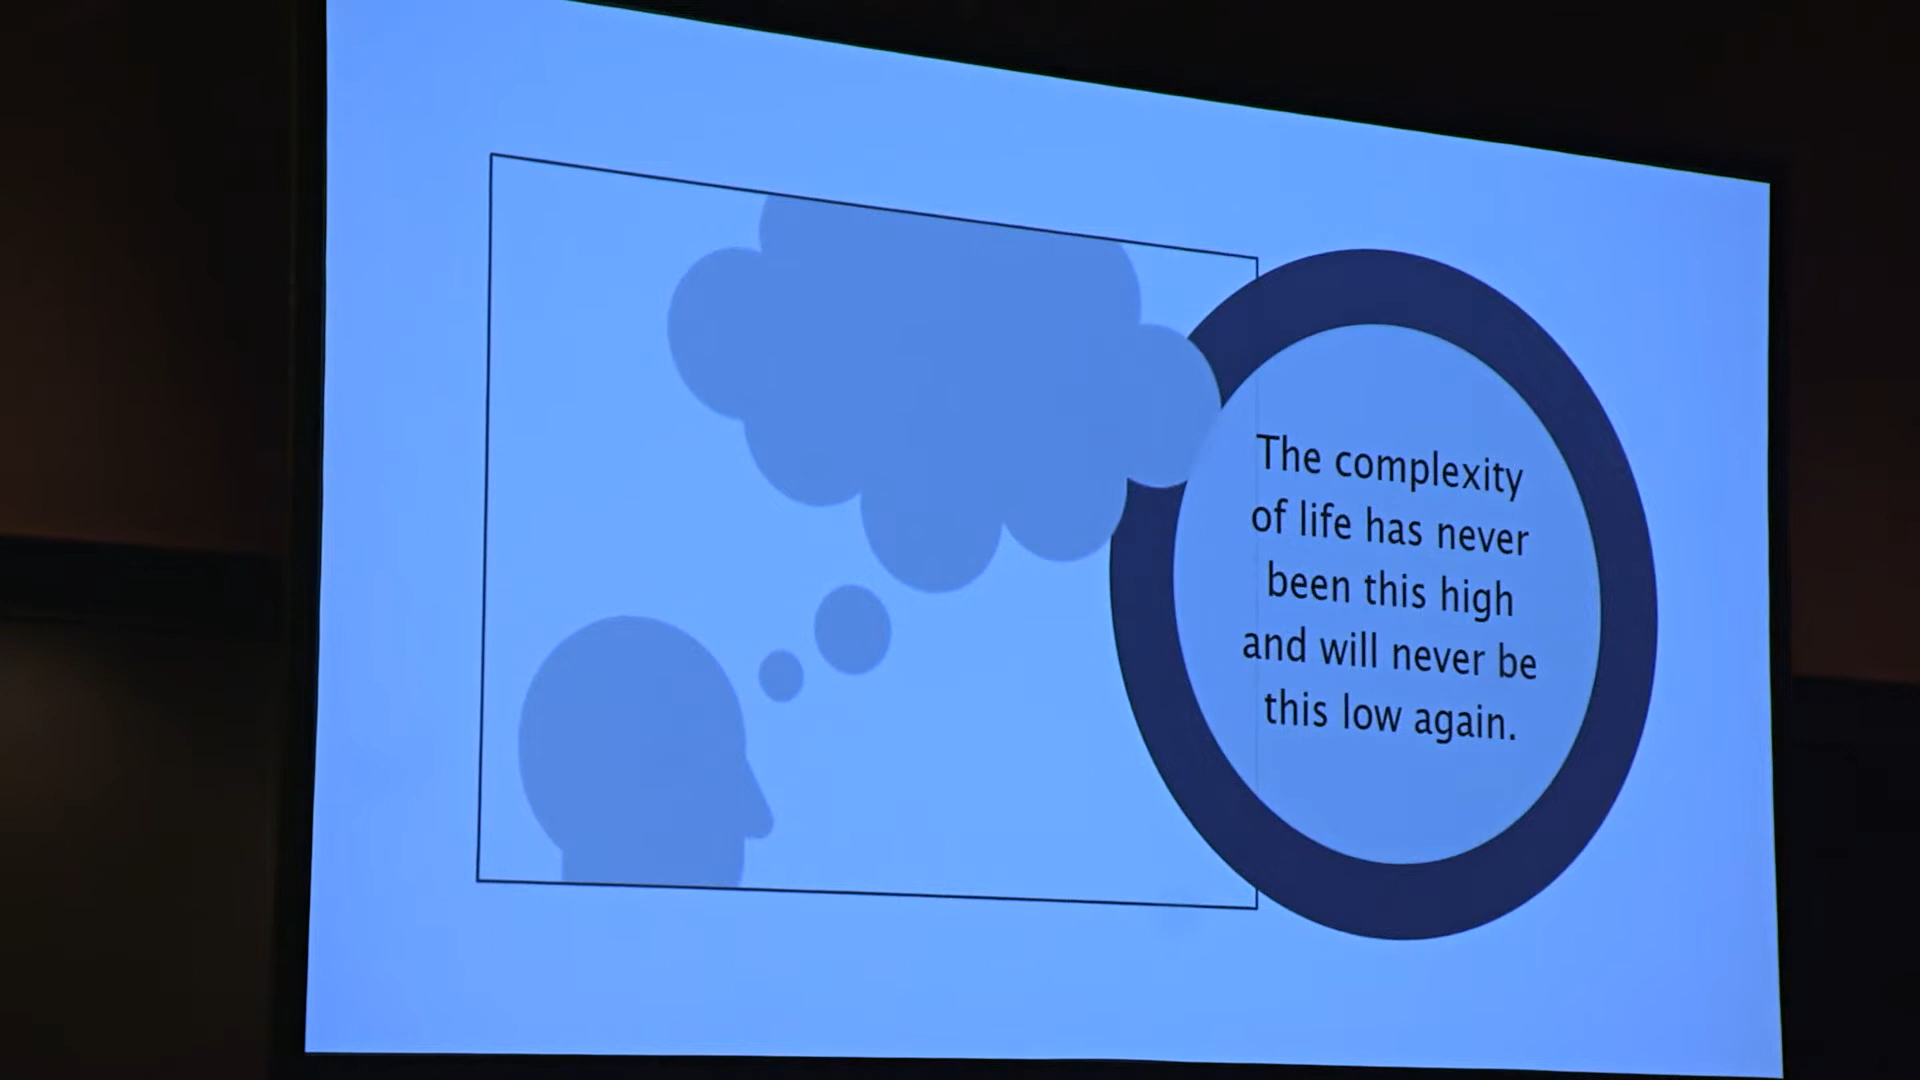 The complexity
of life has never
been this high
and will never be
this low again.